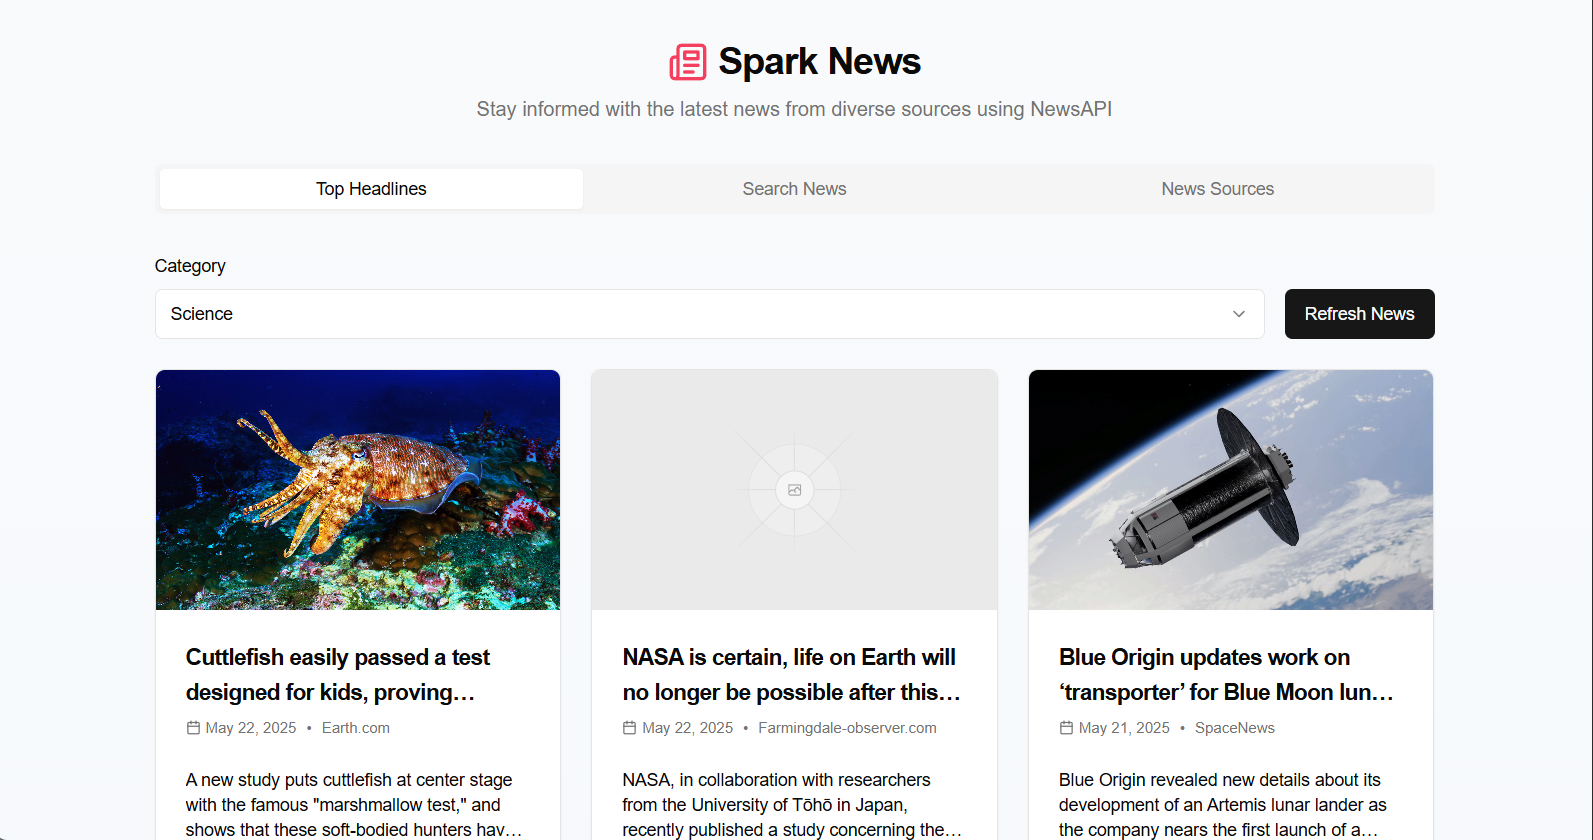 Spark News
Stay informed with the latest news from diverse sources using NewsAPI
Top Headlines
Search News
News Sources
Category
Science
Refresh News
Cuttlefish easily passed a test
designed for kids, proving…
May 22, 2025 • Earth.com
A new study puts cuttlefish at center stage
with the famous "marshmallow test," and
shows that these soft-bodied hunters hav…
NASA is certain, life on Earth will
no longer be possible after this…
May 22, 2025 • Farmingdale-observer.com
NASA, in collaboration with researchers
from the University of Tōhō in Japan,
recently published a study concerning the…
Blue Origin updates work on
‘transporter’ for Blue Moon lun…
May 21, 2025 • SpaceNews
Blue Origin revealed new details about its
development of an Artemis lunar lander as
the company nears the first launch of a…